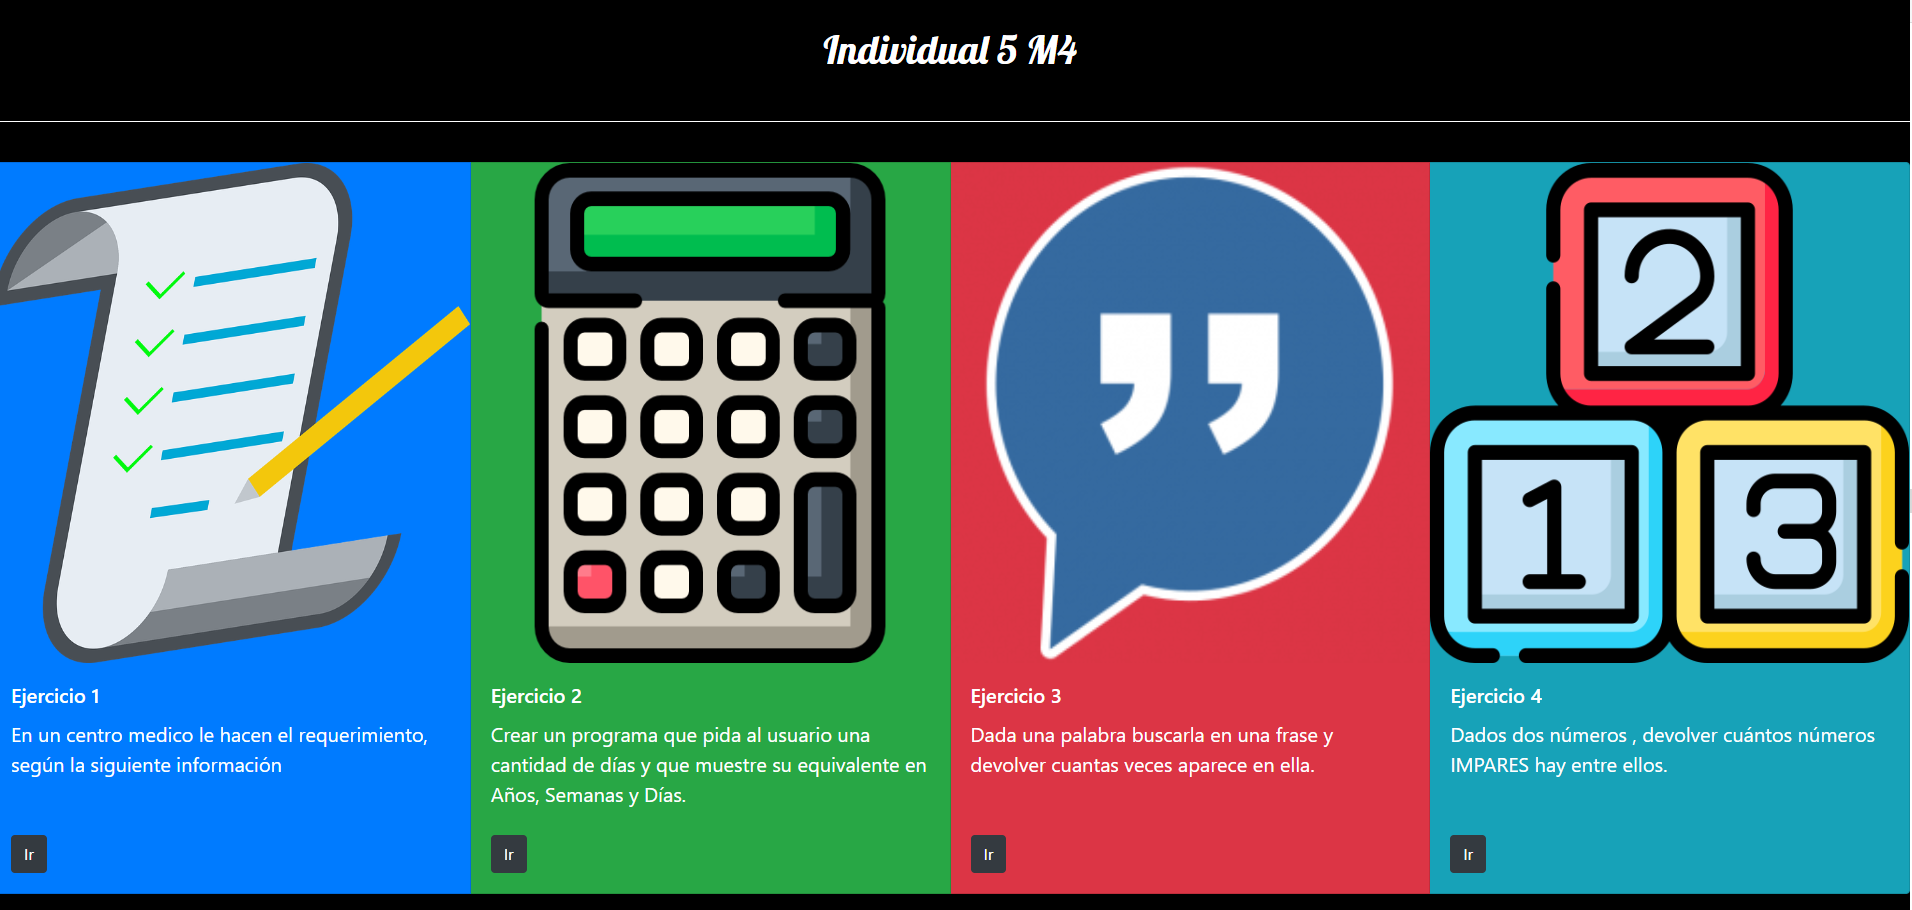 Individual 5 M4
2
1
3
Ejercicio 1
En un centro medico le hacen el requerimiento,
según la siguiente información
Ir
Ejercicio 2
Crear un programa que pida al usuario una
cantidad de días y que muestre su equivalente en
Años, Semanas y Días.
Ir
Ejercicio 3
Dada una palabra buscarla en una frase y
devolver cuantas veces aparece en ella.
Ir
Ejercicio 4
Dados dos números , devolver cuántos números
IMPARES hay entre ellos.
Ir